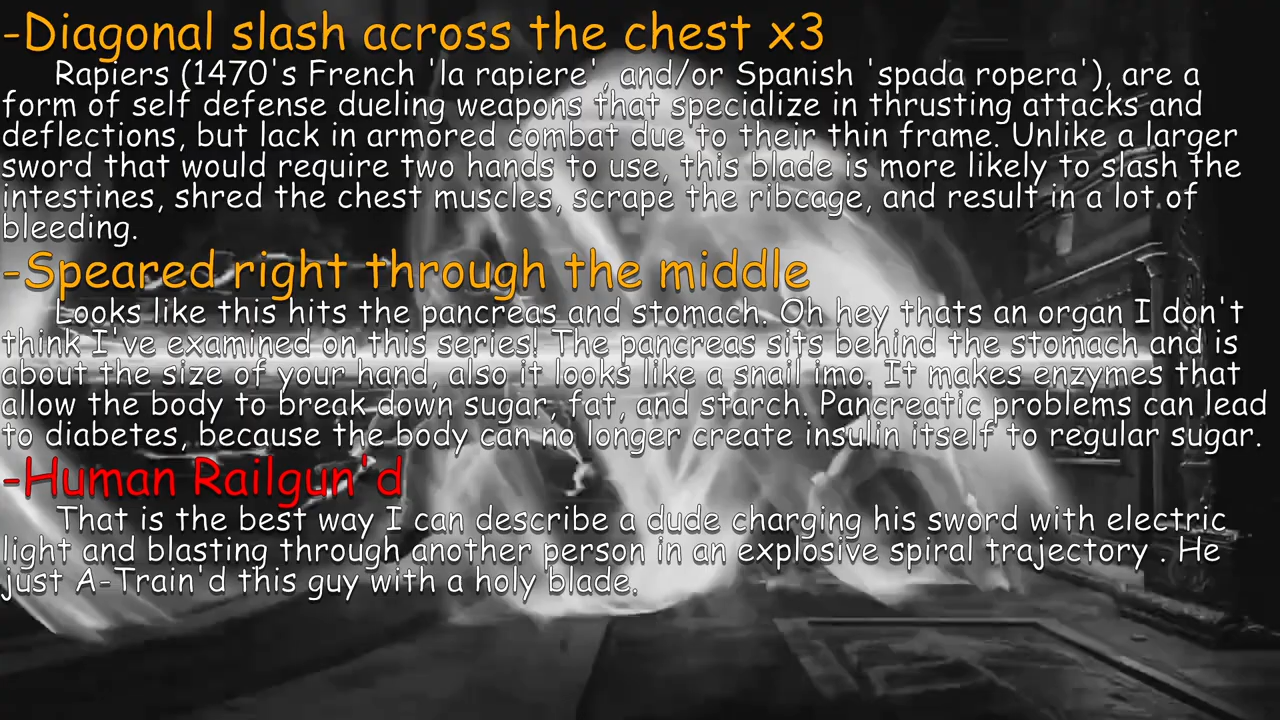 -Diagonal slash across the chest x3
Rapiers (1470's French 'la rapiere', and/or Spanish 'spada ropera'), are a
form of self defense dueling weapons that specialize in thrusting attacks and
deflections, but lack in armored combat due to their thin frame. Unlike a larger
sword that would require two hands to use, this blade is more likely to slash the
intestines, shred the chest muscles, scrape the ribcage, and result in a lot of
bleeding.
-Speared right through the middle
Looks like this hits the pancreas and stomach. Oh hey thats an organ I don't
think I've examined on this series! The pancreas sits behind the stomach and is
about the size of your hand, also it looks like a snail imo. It makes enzymes that
allow the body to break down sugar, fat, and starch. Pancreatic problems can lead
to diabetes, because the body can no longer create insulin itself to regular sugar.
-Human Railgun'd
That is the best way I can describe a dude charging his sword with electric
light and blasting through another person in an explosive spiral trajectory . He
just A-Train'd this guy with a holy blade.